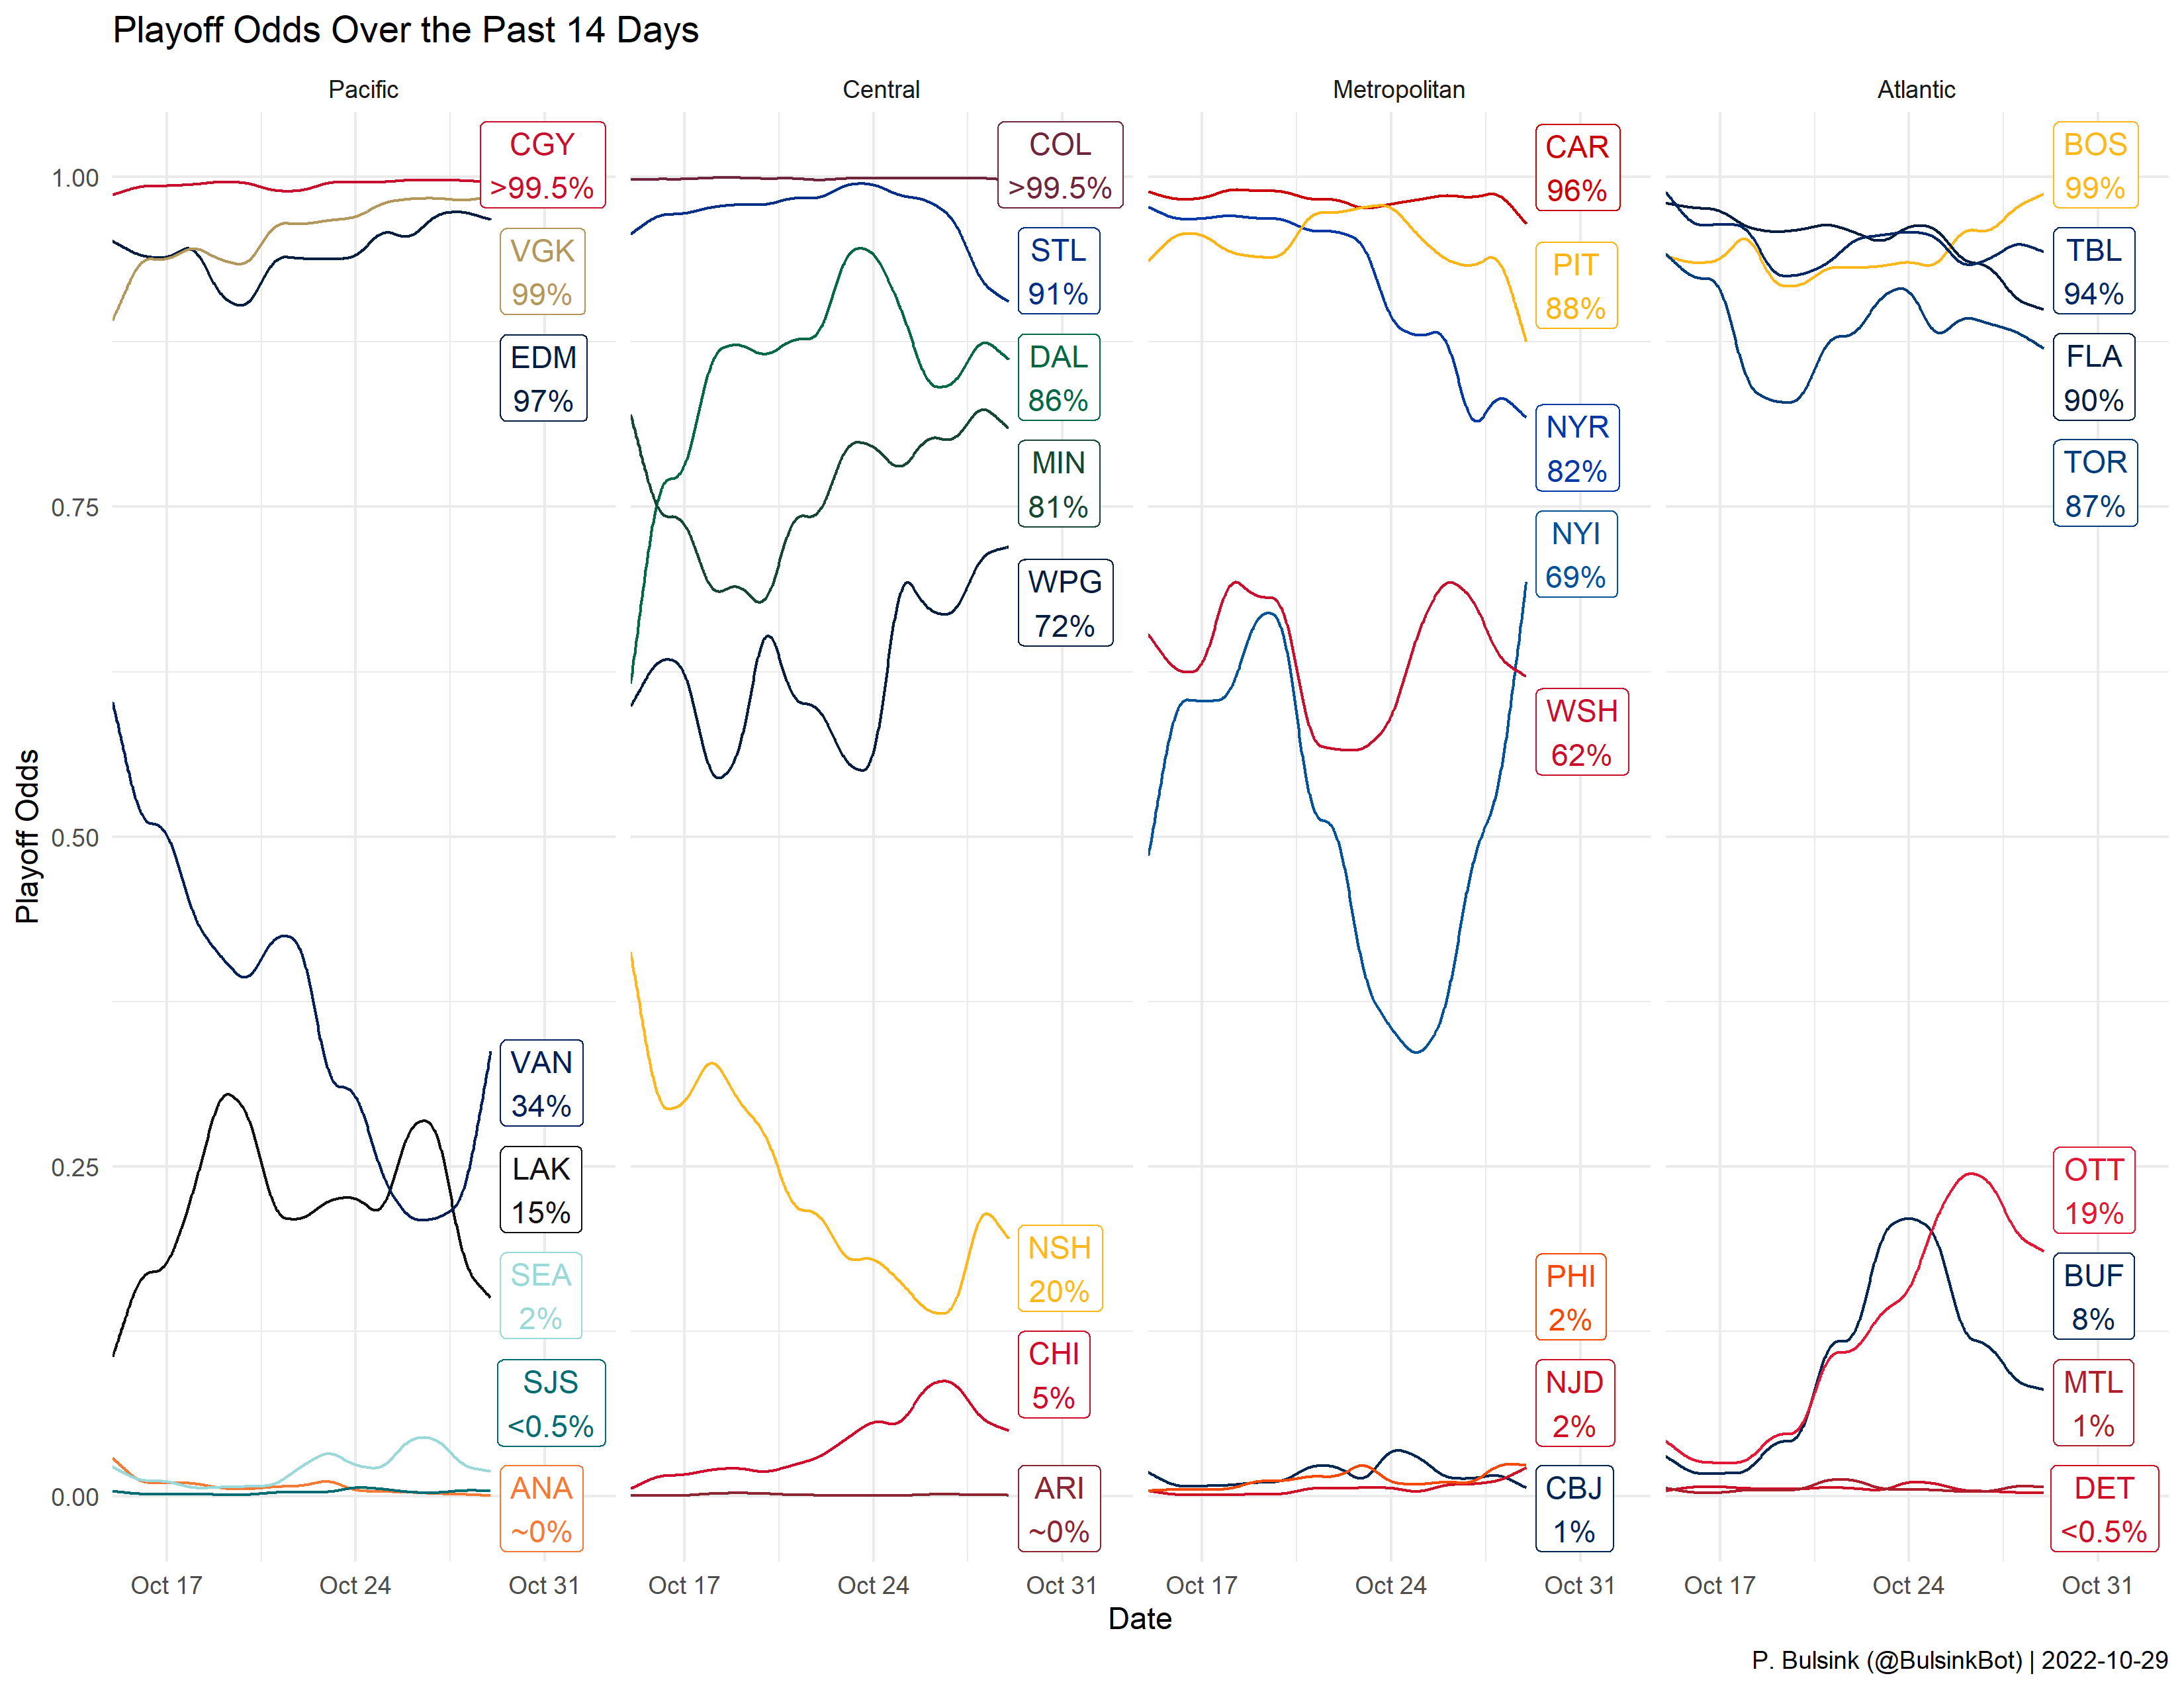 Playoff Odds Over the Past 14 Days
Pacific
Central
Metropolitan
Atlantic
Playoff Odds
1.00
0.75
0.50
0.25
0.00
CGY
>99.5%
VGK
99%
EDM
97%
VAN
34%
LAK
15%
SEA
2%
SJS
<0.5%
ANA
~0%
COL
>99.5%
STL
91%
DAL
86%
MIN
81%
WPG
72%
NSH
20%
CHI
5%
ARI
~0%
CAR
96%
PIT
88%
NYR
82%
NYI
69%
WSH
62%
PHI
2%
NJD
2%
CBJ
1%
BOS
99%
TBL
94%
FLA
90%
TOR
87%
OTT
19%
BUF
8%
MTL
1%
DET
<0.5%
Oct 17 Oct 24 Oct 31
Oct 17 Oct 24 Oct 31
Oct 17 Oct 24 Oct 31
Oct 17 Oct 24 Oct 31
Date
P. Bulsink (@BulsinkBot) | 2022-10-29